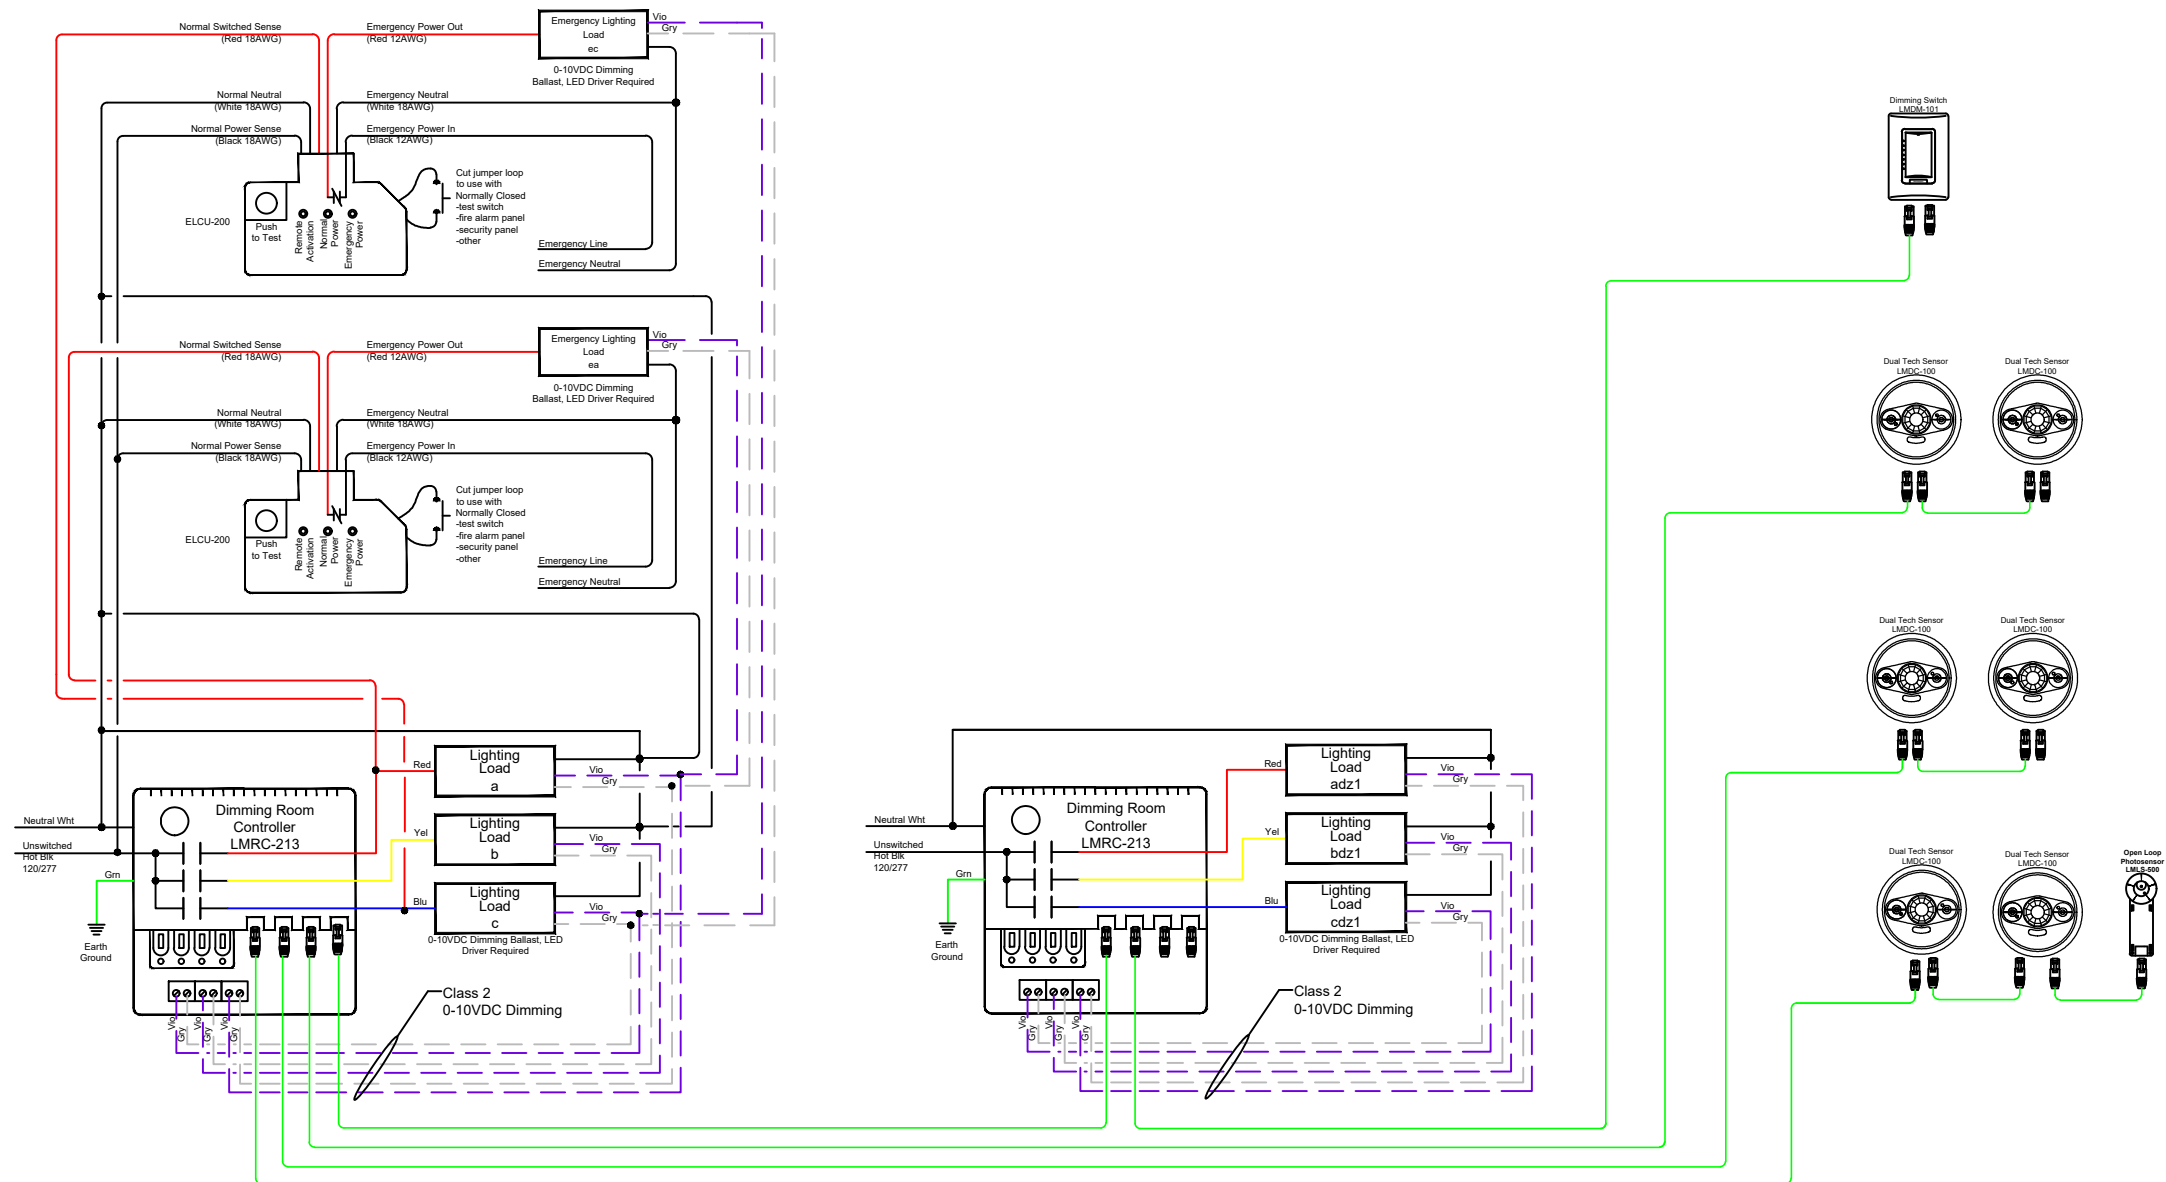 Normal Switched Sense
(Red 18AWG)
Emergency Power Out
(Red 12AWG)
Emergency Lighting
Load
ec
Vio
Gry
0-10VDC Dimming
Ballast, LED Driver Required
Normal Neutral
(White 18AWG)
Emergency Neutral
(White 18AWG)
Normal Power Sense
(Black 18AWG)
Emergency Power In
(Black 12AWG)
Cut jumper loop
to use with
Normally Closed
-test switch
-fire alarm panel
-security panel
-other
ELCU-200
Push
to Test
Remote
Activation
Normal
Power
Emergency
Power
Emergency Line
Emergency Neutral
Normal Switched Sense
(Red 18AWG)
Emergency Power Out
(Red 12AWG)
Emergency Lighting
Load
ea
Vio
Gry
0-10VDC Dimming
Ballast, LED Driver Required
Normal Neutral
(White 18AWG)
Emergency Neutral
(White 18AWG)
Normal Power Sense
(Black 18AWG)
Emergency Power In
(Black 12AWG)
Cut jumper loop
to use with
Normally Closed
-test switch
-fire alarm panel
-security panel
-other
ELCU-200
Push
to Test
Remote
Activation
Normal
Power
Emergency
Power
Emergency Line
Emergency Neutral
Neutral Wht
Unswitched
Hot Blk
120/277
Grn
Earth
Ground
Dimming Room
Controller
LMRC-213
Red
Yel
Blu
Lighting
Load
a
Vio
Gry
Lighting
Load
b
Vio
Gry
Lighting
Load
c
Vio
Gry
0-10VDC Dimming Ballast, LED
Driver Required
Vio
Gry
Vio
Gry
Vio
Gry
Class 2
0-10VDC Dimming
Neutral Wht
Unswitched
Hot Blk
120/277
Grn
Earth
Ground
Dimming Room
Controller
LMRC-213
Red
Yel
Blu
Lighting
Load
adz1
Vio
Gry
Lighting
Load
bdz1
Vio
Gry
Lighting
Load
cdz1
Vio
Gry
0-10VDC Dimming Ballast, LED
Driver Required
Vio
Gry
Vio
Gry
Vio
Gry
Class 2
0-10VDC Dimming
Dimming Switch
LMDM-101
Dual Tech Sensor
LMDC-100
Dual Tech Sensor
LMDC-100
Dual Tech Sensor
LMDC-100
Dual Tech Sensor
LMDC-100
Dual Tech Sensor
LMDC-100
Dual Tech Sensor
LMDC-100
Open Loop
Photosensor
LMLS-500